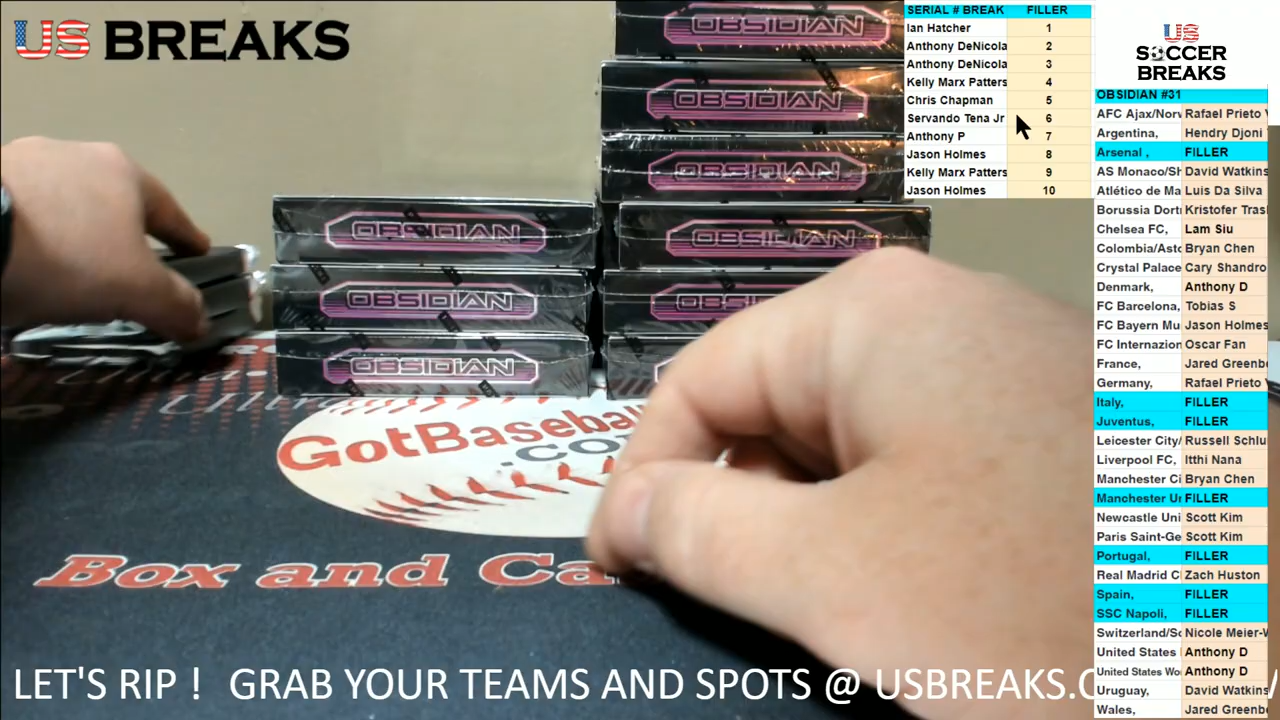 US BREAKS
OBSIDIAN
OBSIDIAN
OBSIDIAN
OBSIDIAN
OBSIDIAN
OBSIDIAN
OBSIDIAN
OBSIDIAN
GotBaseball
.CO
Box and Ca
SERIAL # BREAK FILLER
Ian Hatcher 1
Anthony DeNicola 2
Anthony DeNicola 3
Kelly Marx Patters 4
Chris Chapman 5
Servando Tena Jr 6
Anthony P 7
Jason Holmes 8
Kelly Marx Patters 9
Jason Holmes 10
US
SOCCER
BREAKS
OBSIDIAN #31
AFC Ajax/Norw Rafael Prieto
Argentina, Hendry Djoni
Arsenal , FILLER
AS Monaco/Sh David Watkins
Atlético de Ma Luis Da Silva
Borussia Dort Kristofer Tras
Chelsea FC, Lam Siu
Colombia/Asto Bryan Chen
Crystal Palace Cary Shandro
Denmark, Anthony D
FC Barcelona, Tobias S
FC Bayern Mu Jason Holmes
FC Internazion Oscar Fan
France, Jared Greenbe
Germany, Rafael Prieto
Italy, FILLER
Juventus, FILLER
Leicester City/ Russell Schlu
Liverpool FC, Itthi Nana
Manchester Ci Bryan Chen
Manchester Un FILLER
Newcastle Uni Scott Kim
Paris Saint-Ge Scott Kim
Portugal, FILLER
Real Madrid C Zach Huston
Spain, FILLER
SSC Napoli, FILLER
Switzerland/Sc Nicole Meier-W
United States Anthony D
United States Wo Anthony D
Uruguay, David Watkins
Wales, Jared Greenbe
LET'S RIP ! GRAB YOUR TEAMS AND SPOTS @ USBREAKS.C